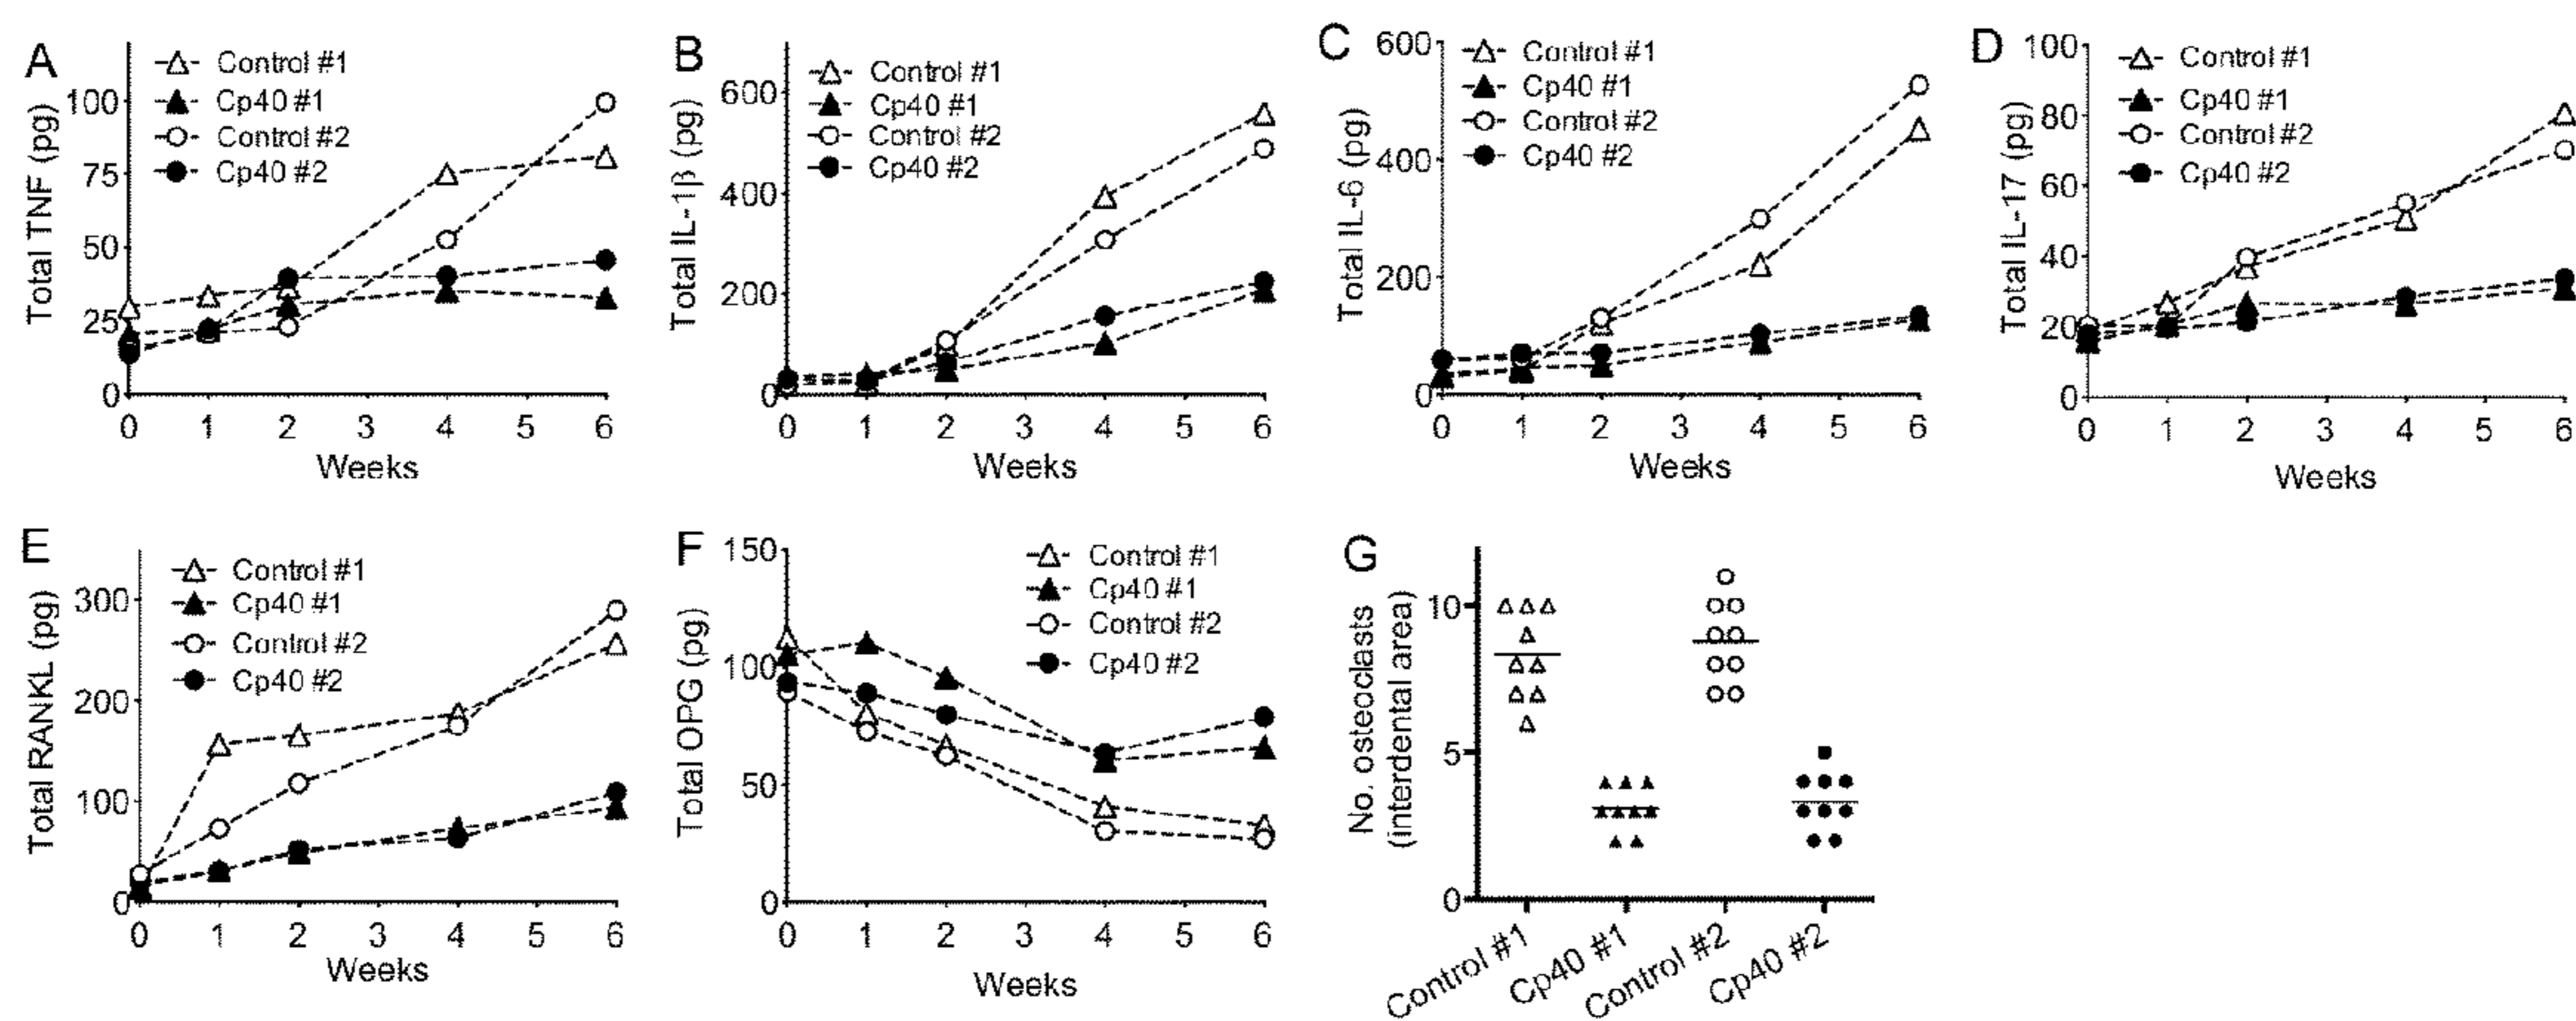 A
Total TNF (pg)
100
75
50
25
0
Control #1
Cp40 #1
Control #2
Cp40 #2
0 1 2 3 4 5 6
Weeks
B
Total IL-1β (pg)
600
400
200
0
Control #1
Cp40 #1
Control #2
Cp40 #2
0 1 2 3 4 5 6
Weeks
C
Total IL-6 (pg)
600
400
200
0
Control #1
Cp40 #1
Control #2
Cp40 #2
0 1 2 3 4 5 6
Weeks
D
Total IL-17 (pg)
100
80
60
40
20
0
Control #1
Cp40 #1
Control #2
Cp40 #2
0 1 2 3 4 5 6
Weeks
E
Total RANKL (pg)
300
200
100
0
Control #1
Cp40 #1
Control #2
Cp40 #2
0 1 2 3 4 5 6
Weeks
F
Total OPG (pg)
150
100
50
0
Control #1
Cp40 #1
Control #2
Cp40 #2
0 1 2 3 4 5 6
Weeks
G
No. osteoclasts
(interdental area)
10
5
0
Control #1
Cp40 #1
Control #2
Cp40 #2